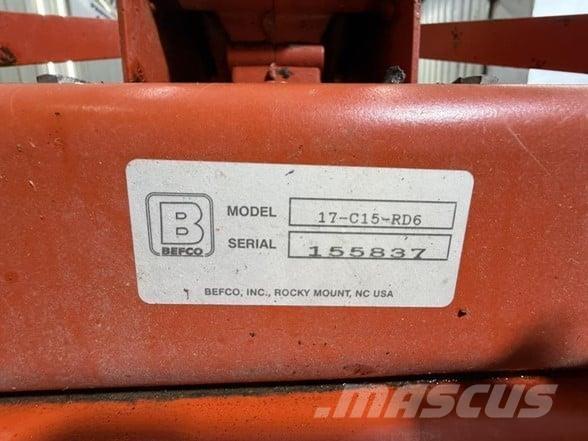 B
BEFCO
MODEL 17-C15-RD6
SERIAL 155837
BEFCO, INC., ROCKY MOUNT, NC USA
MASCUS